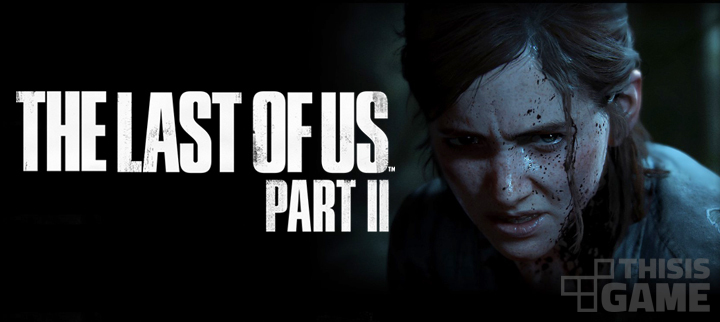 THE LAST OF US™
PART II
THISIS
GAME